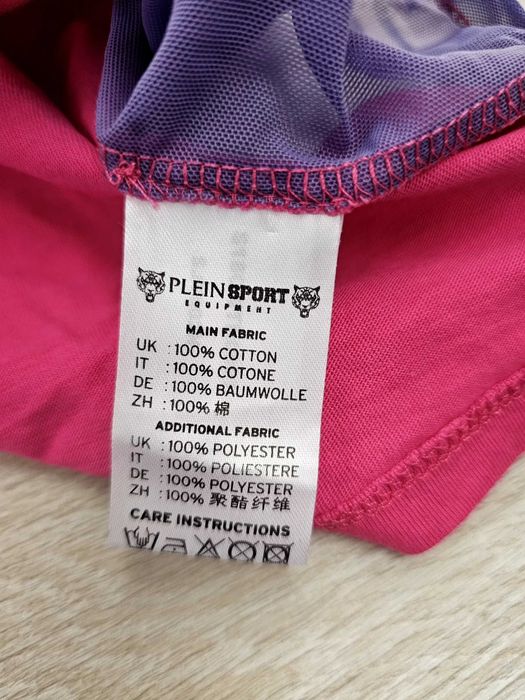 PLEIN SPORT
EQUIPMENT
MAIN FABRIC
UK : 100% COTTON
IT : 100% COTONE
DE : 100% BAUMWOLLE
ZH : 100% 棉
ADDITIONAL FABRIC
UK : 100% POLYESTER
IT : 100% POLIESTERE
DE : 100% POLYESTER
ZH : 100% 聚酯纤维
CARE INSTRUCTIONS